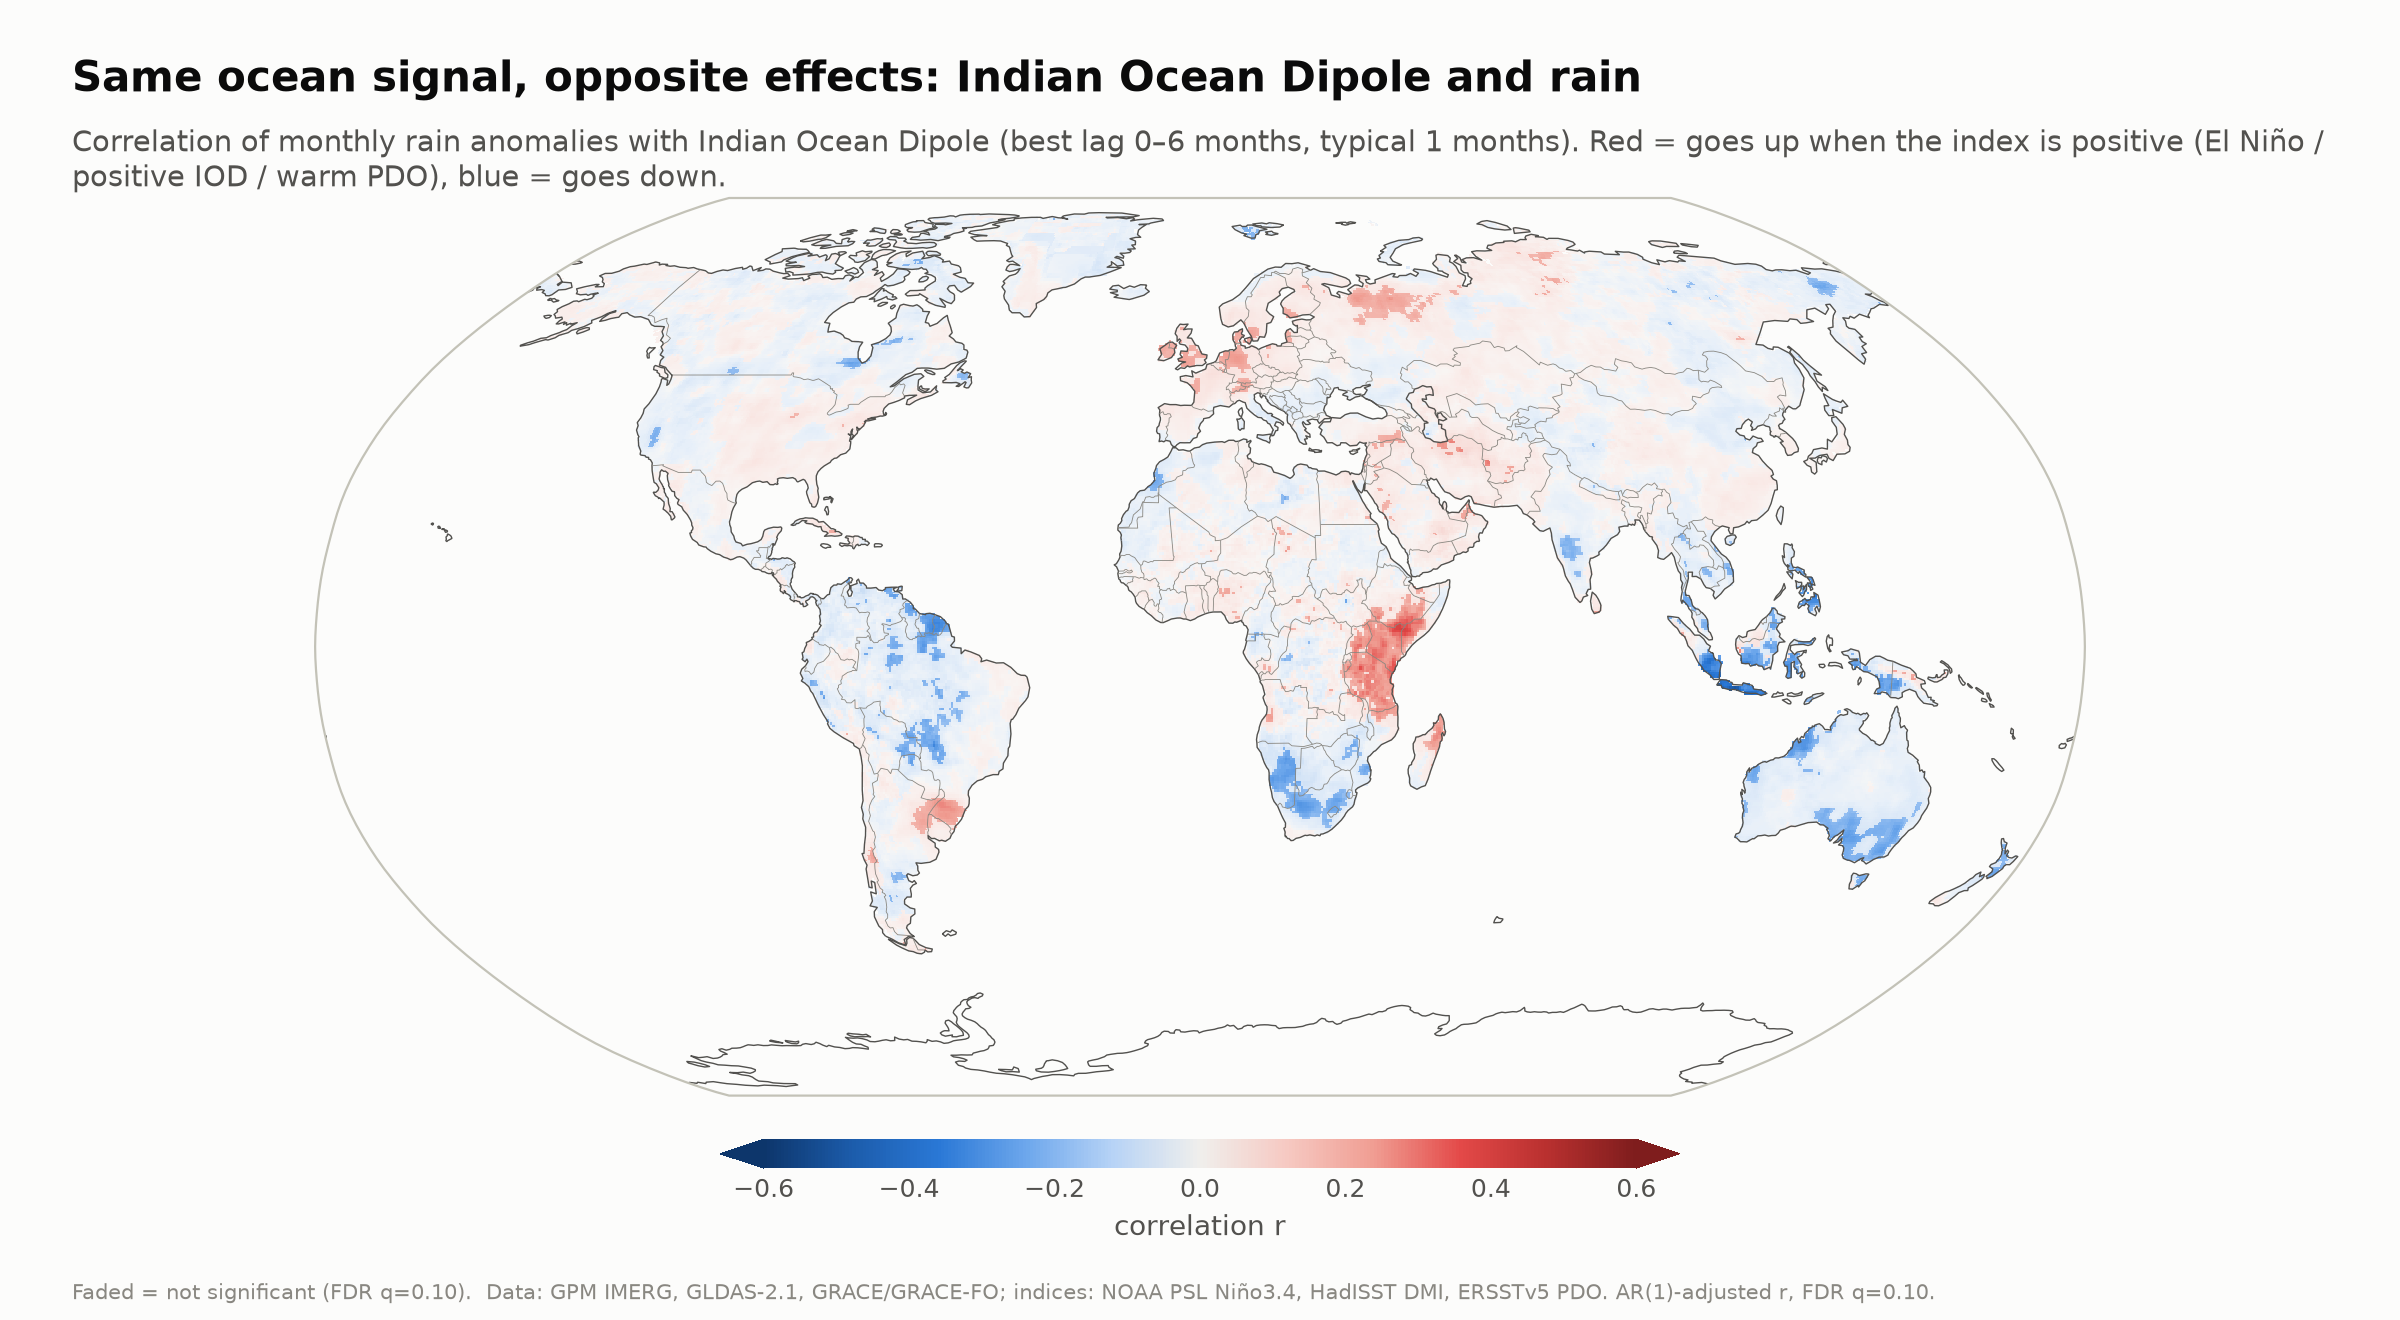 Same ocean signal, opposite effects: Indian Ocean Dipole and rain
Correlation of monthly rain anomalies with Indian Ocean Dipole (best lag 0–6 months, typical 1 months). Red = goes up when the index is positive (El Niño /
positive IOD / warm PDO), blue = goes down.
−0.6 −0.4 −0.2 0.0 0.2 0.4 0.6
correlation r
Faded = not significant (FDR q=0.10).  Data: GPM IMERG, GLDAS-2.1, GRACE/GRACE-FO; indices: NOAA PSL Niño3.4, HadISST DMI, ERSSTv5 PDO. AR(1)-adjusted r, FDR q=0.10.